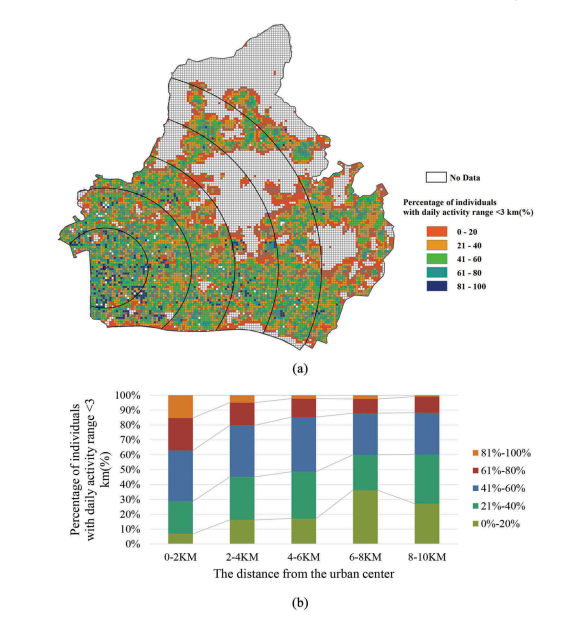 No Data
Percentage of individuals
with daily activity range <3 km(%)
0 - 20
21 - 40
41 - 60
61 - 80
81 - 100
(a)
Percentage of individuals
with daily activity range <3
km(%)
100%
90%
80%
70%
60%
50%
40%
30%
20%
10%
0%
0-2KM
2-4KM
4-6KM
6-8KM
8-10KM
The distance from the urban center
81%-100%
61%-80%
41%-60%
21%-40%
0%-20%
(b)